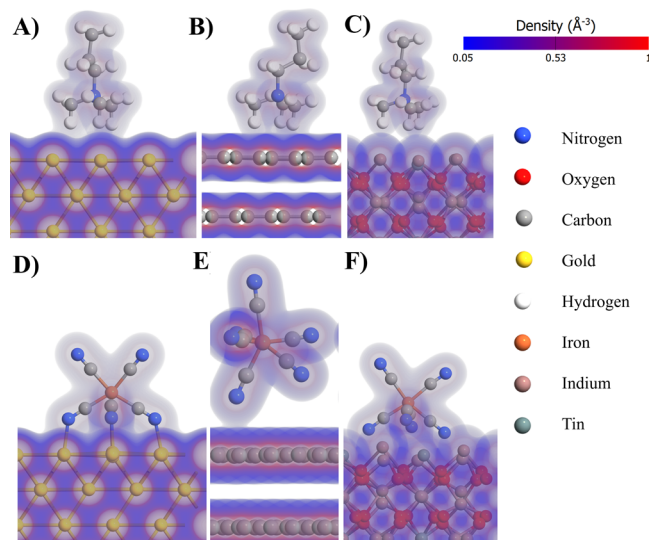 A)
B)
C)
Density (Å⁻³)
0.05
0.53
1
Nitrogen
Oxygen
Carbon
Gold
Hydrogen
Iron
Indium
Tin
D)
E
F)